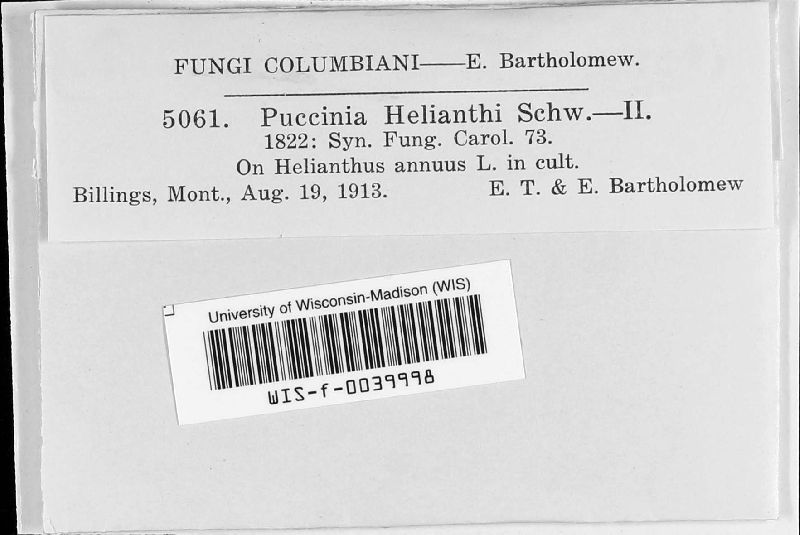 FUNGI COLUMBIANI——E. Bartholomew.
5061. Puccinia Helianthi Schw.—II.
1822: Syn. Fung. Carol. 73.
On Helianthus annuus L. in cult.
Billings, Mont., Aug. 19, 1913. E. T. & E. Bartholomew
University of Wisconsin-Madison (WIS)
WIS-f-0039998